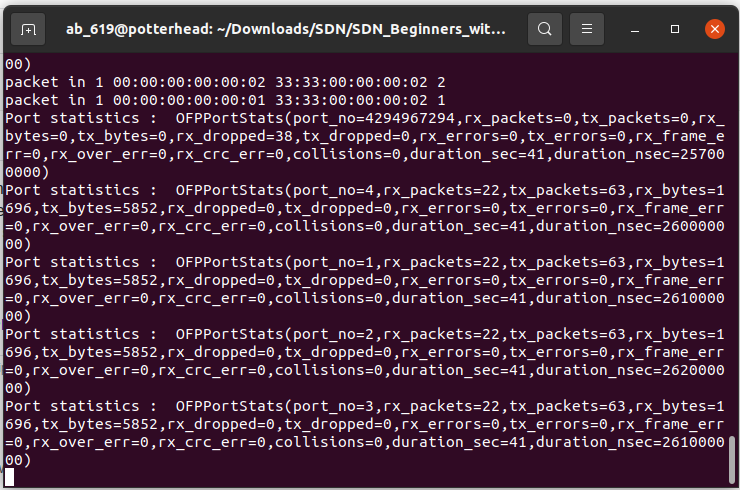 ab_619@potterhead: ~/Downloads/SDN/SDN_Beginners_wit...
00)
packet in 1 00:00:00:00:00:02 33:33:00:00:00:02 2
packet in 1 00:00:00:00:00:01 33:33:00:00:00:02 1
Port statistics :  OFPPortStats(port_no=4294967294,rx_packets=0,tx_packets=0,rx_
bytes=0,tx_bytes=0,rx_dropped=38,tx_dropped=0,rx_errors=0,tx_errors=0,rx_frame_e
rr=0,rx_over_err=0,rx_crc_err=0,collisions=0,duration_sec=41,duration_nsec=25700
0000)
Port statistics :  OFPPortStats(port_no=4,rx_packets=22,tx_packets=63,rx_bytes=1
696,tx_bytes=5852,rx_dropped=0,tx_dropped=0,rx_errors=0,tx_errors=0,rx_frame_err
=0,rx_over_err=0,rx_crc_err=0,collisions=0,duration_sec=41,duration_nsec=2600000
00)
Port statistics :  OFPPortStats(port_no=1,rx_packets=22,tx_packets=63,rx_bytes=1
696,tx_bytes=5852,rx_dropped=0,tx_dropped=0,rx_errors=0,tx_errors=0,rx_frame_err
=0,rx_over_err=0,rx_crc_err=0,collisions=0,duration_sec=41,duration_nsec=2610000
00)
Port statistics :  OFPPortStats(port_no=2,rx_packets=22,tx_packets=63,rx_bytes=1
696,tx_bytes=5852,rx_dropped=0,tx_dropped=0,rx_errors=0,tx_errors=0,rx_frame_err
=0,rx_over_err=0,rx_crc_err=0,collisions=0,duration_sec=41,duration_nsec=2620000
00)
Port statistics :  OFPPortStats(port_no=3,rx_packets=22,tx_packets=63,rx_bytes=1
696,tx_bytes=5852,rx_dropped=0,tx_dropped=0,rx_errors=0,tx_errors=0,rx_frame_err
=0,rx_over_err=0,rx_crc_err=0,collisions=0,duration_sec=41,duration_nsec=2610000
00)